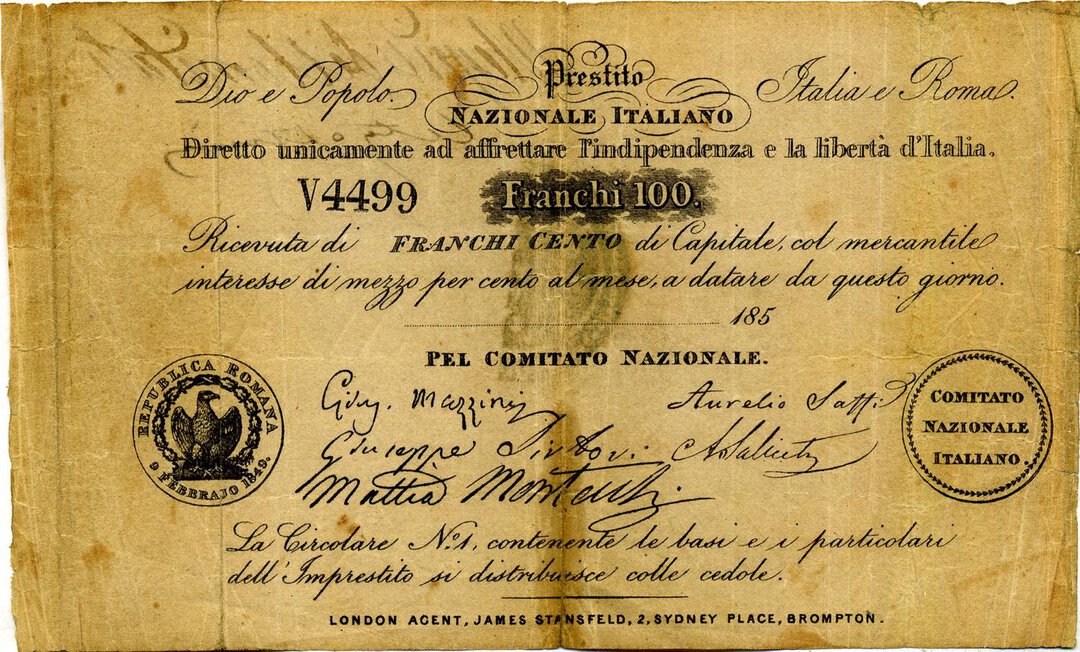 Prestito
Dio e Popolo.
Italia e Roma.
NAZIONALE ITALIANO
Diretto unicamente ad affrettare l'indipendenza e la libertà d'Italia.
V4499
Franchi 100.
Ricevuta di FRANCHI CENTO di Capitale, col mercantile
interesse di mezzo per cento al mese, a datare da questo giorno.
185
PEL COMITATO NAZIONALE.
REPUBLICA ROMANA
9 FEBBRAJO 1849.
Gius. Mazzini
Aurelio Saffi
Giuseppe Sirtori
ASaliceti
Mattia Montecchi.
COMITATO
NAZIONALE
ITALIANO.
La Circolare No. 1, contenente le basi e i particolari
dell'Imprestito si distribuisce colle cedole.
LONDON AGENT, JAMES STANSFELD, 2, SYDNEY PLACE, BROMPTON.